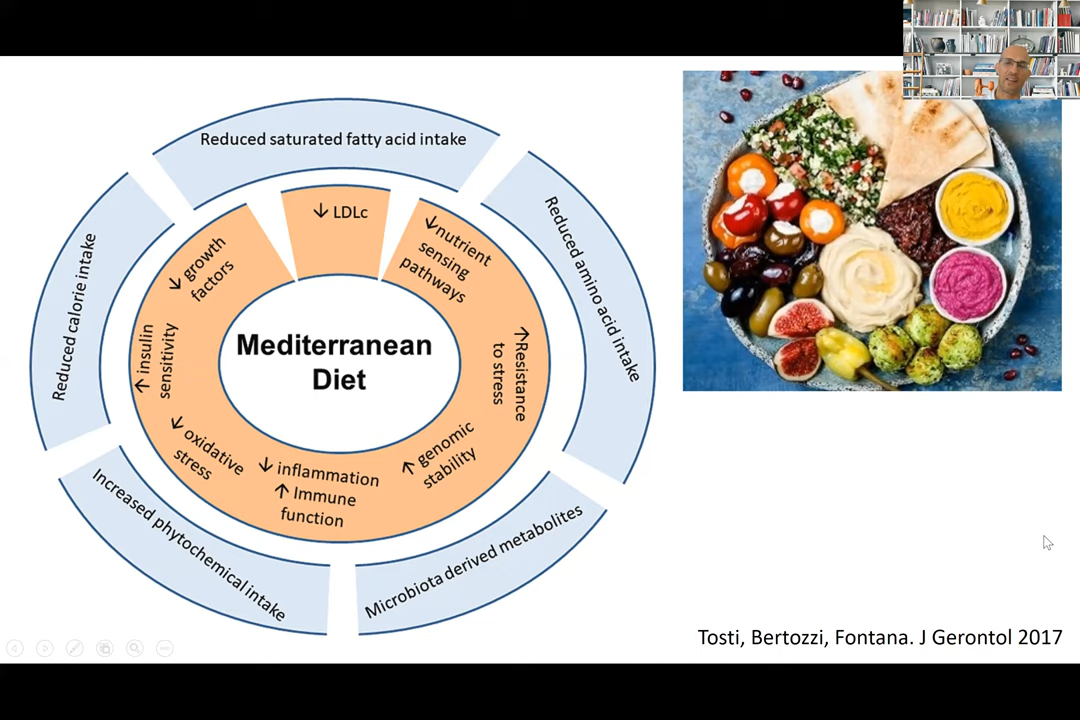 Reduced saturated fatty acid intake
Reduced calorie intake
Reduced amino acid intake
Increased phytochemical intake
Microbiota derived metabolites
↓ LDLc
↓ nutrient
sensing
pathways
↑ Resistance
to stress
↑ genomic
stability
↓ inflammation
↑ Immune
function
↓ oxidative
stress
↑ insulin
sensitivity
↓ growth
factors
Mediterranean
Diet
Tosti, Bertozzi, Fontana. J Gerontol 2017